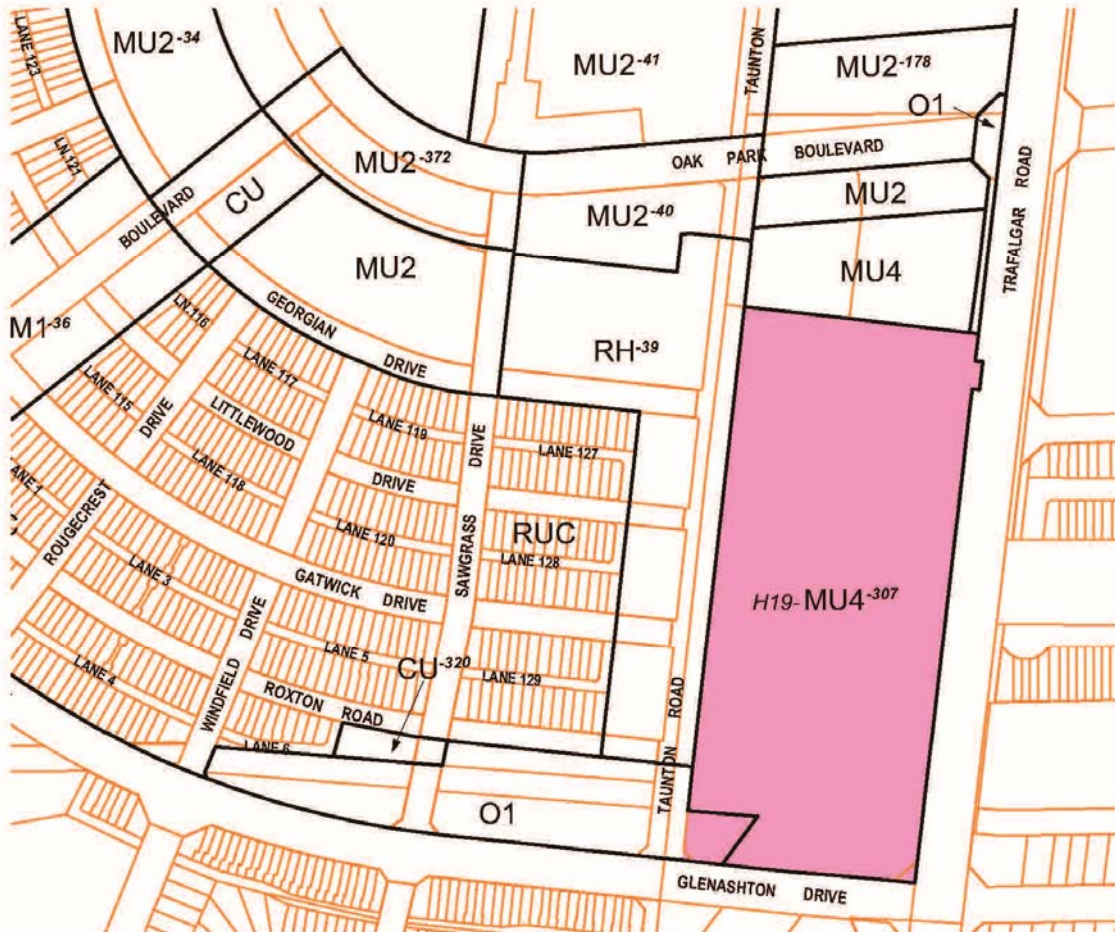 LANE 123
MU2-34
MU2-41
TAUNTON
MU2-178
O1
LN.121
MU2-372
OAK PARK BOULEVARD
TRAFALGAR ROAD
BOULEVARD
CU
MU2-40
MU2
MU2
MU4
M1-36
LN.116
GEORGIAN DRIVE
RH-39
LANE 117
LANE 115
DRIVE
LITTLEWOOD
LANE 119
DRIVE
LANE 127
LANE 118
DRIVE
ANE 1
ROUGECREST
LANE 120
SAWGRASS
RUC
LANE 128
LANE 3
GATWICK DRIVE
H19- MU4-307
WINDFIELD DRIVE
LANE 5
CU-320
LANE 129
LANE 4
ROXTON ROAD
LANE 6
TAUNTON ROAD
O1
GLENASHTON DRIVE